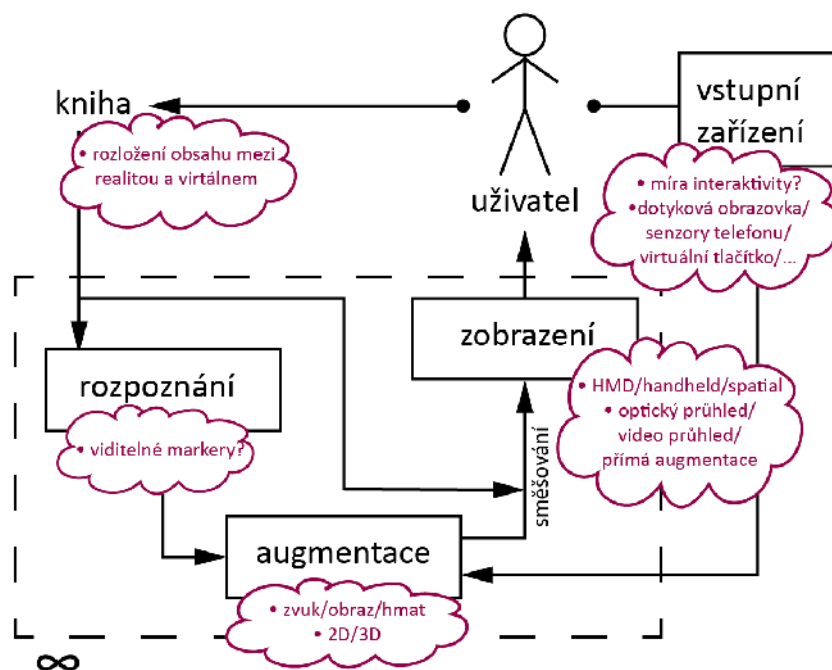 kniha
• rozložení obsahu mezi
realitou a virtálnem
uživatel
vstupní
zařízení
• míra interaktivity?
• dotyková obrazovka/
senzory telefonu/
virtuální tlačítko/...
zobrazení
• HMD/handheld/spatial
• optický průhled/
video průhled/
přímá augmentace
rozpoznání
• viditelné markery?
směšování
augmentace
• zvuk/obraz/hmat
• 2D/3D
∞